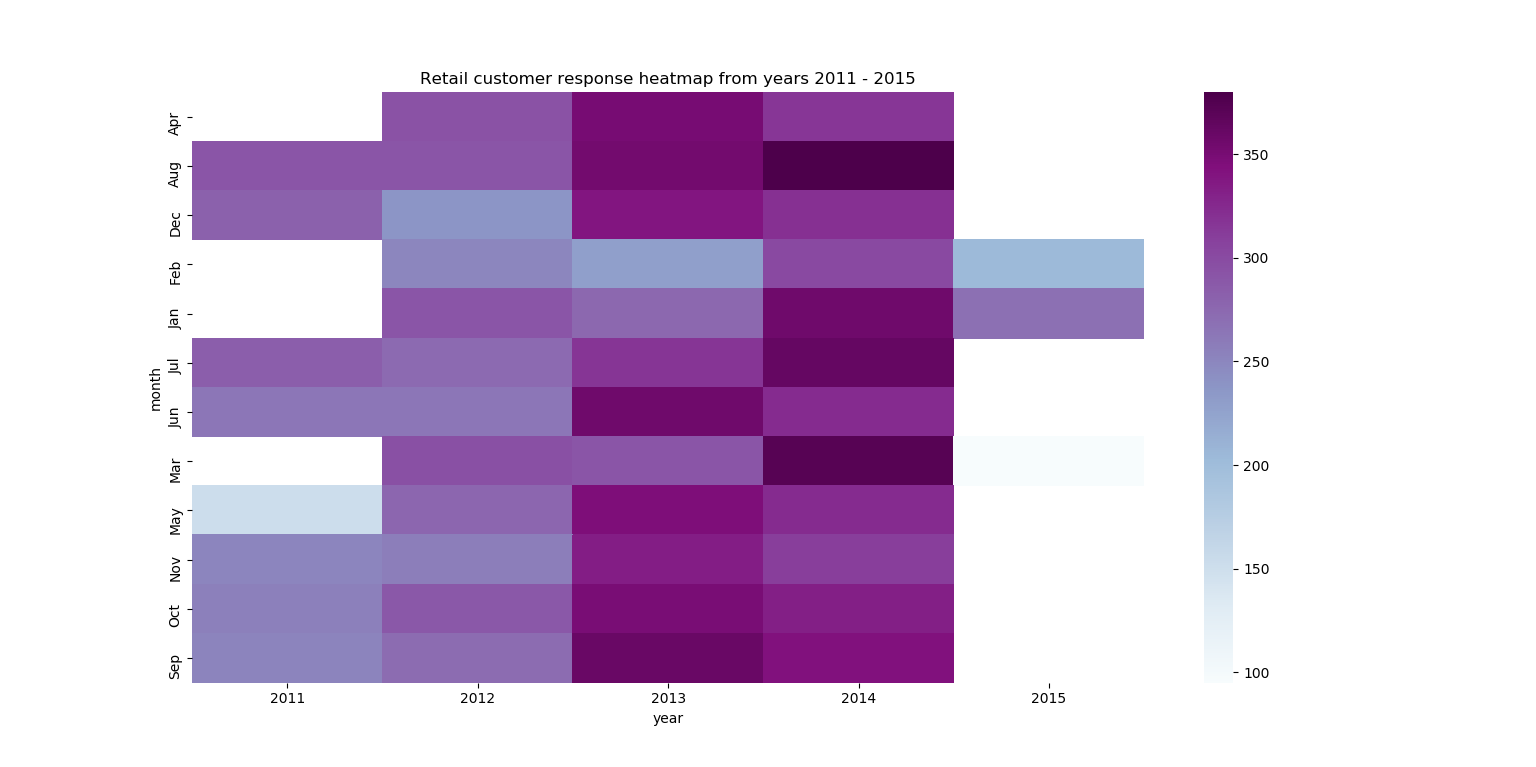 Retail customer response heatmap from years 2011 - 2015
month
Apr
Aug
Dec
Feb
Jan
Jul
Jun
Mar
May
Nov
Oct
Sep
2011 2012 2013 2014 2015
year
350
300
250
200
150
100